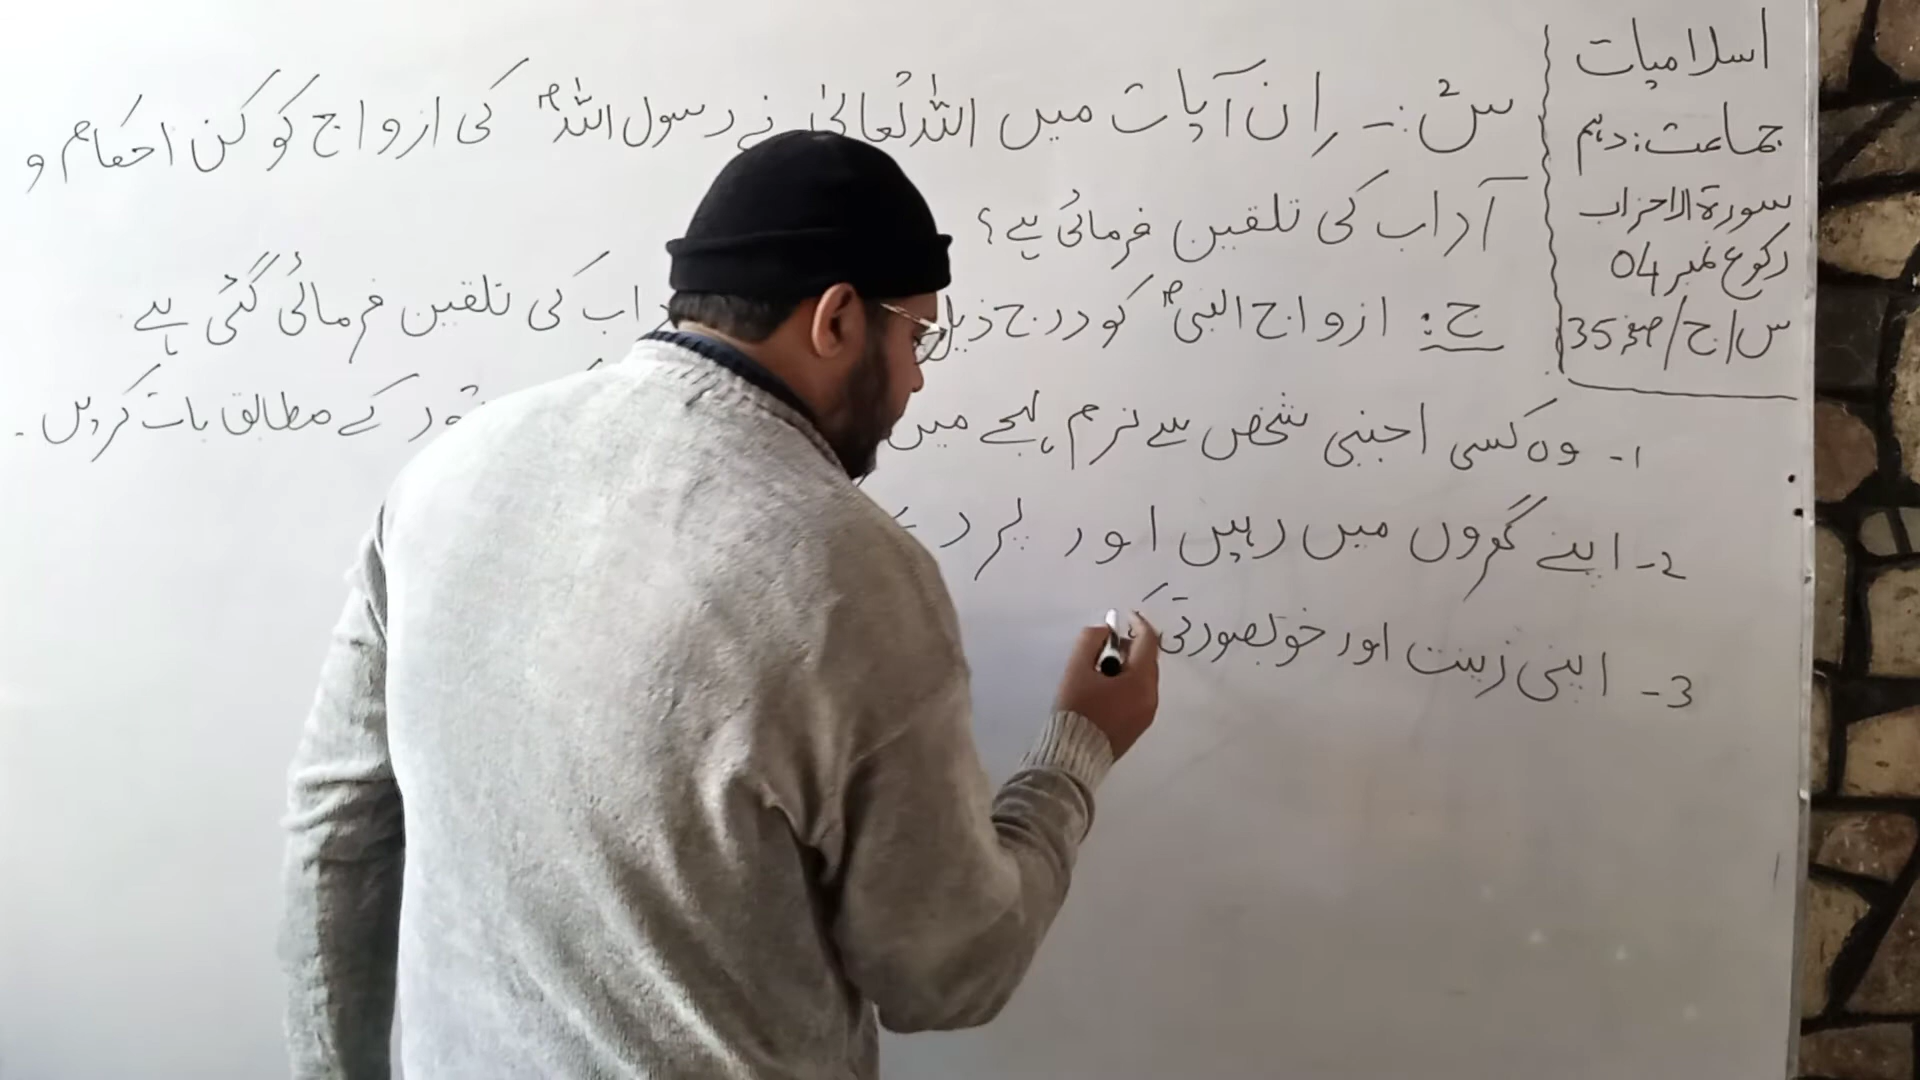 اسلامیات
جماعت: دہم
سورۃ الاحزاب
رکوع نمبر 04
س/ج/صفحہ 35
س2:- اِن آیات میں اللہ تعالیٰ نے رسول اللہؐ کی ازواج کو کن احکام و
آداب کی تلقین فرمائی ہے؟
ج: ازواج النبیؐ کو درج ذیل اب کی تلقین فرمائی گئی ہے
1- وہ کسی اجنبی شخص سے نرم لہجے میں کے مطابق بات کریں۔
2- اپنے گھروں میں رہیں اور
3- اپنی زینت اور خوبصورتی